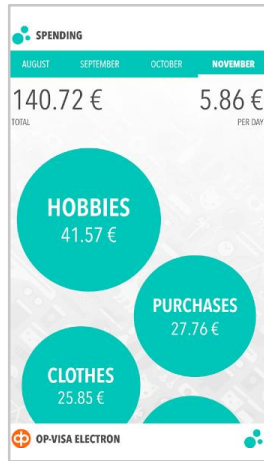 SPENDING
AUGUST SEPTEMBER OCTOBER NOVEMBER
140.72 € 5.86 €
TOTAL PER DAY
HOBBIES
41.57 €
PURCHASES
27.76 €
CLOTHES
25.85 €
OP-VISA ELECTRON